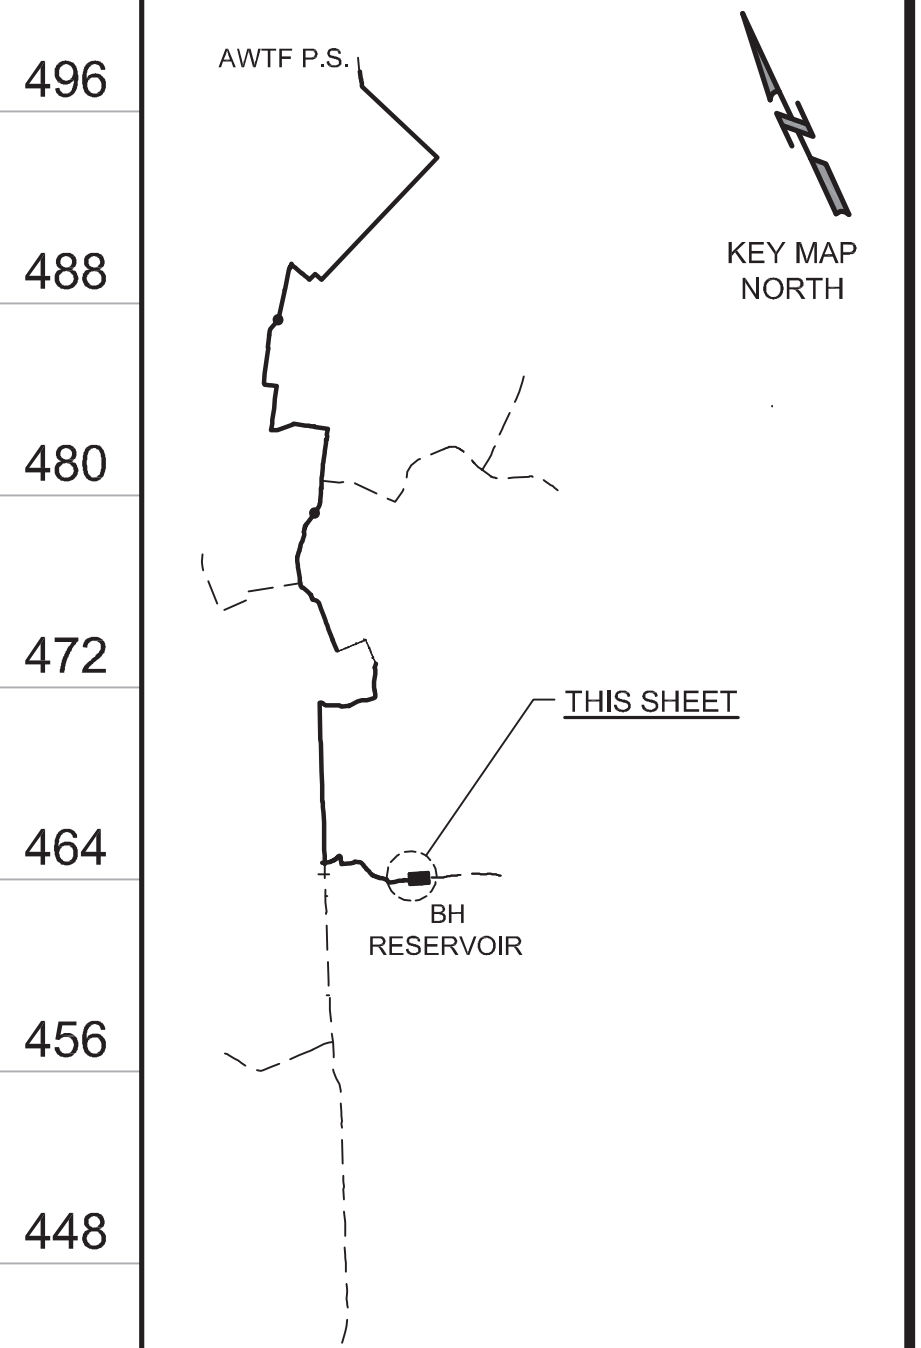 AWTF P.S.
496
KEY MAP
NORTH
488
480
472
THIS SHEET
464
BH
RESERVOIR
456
448